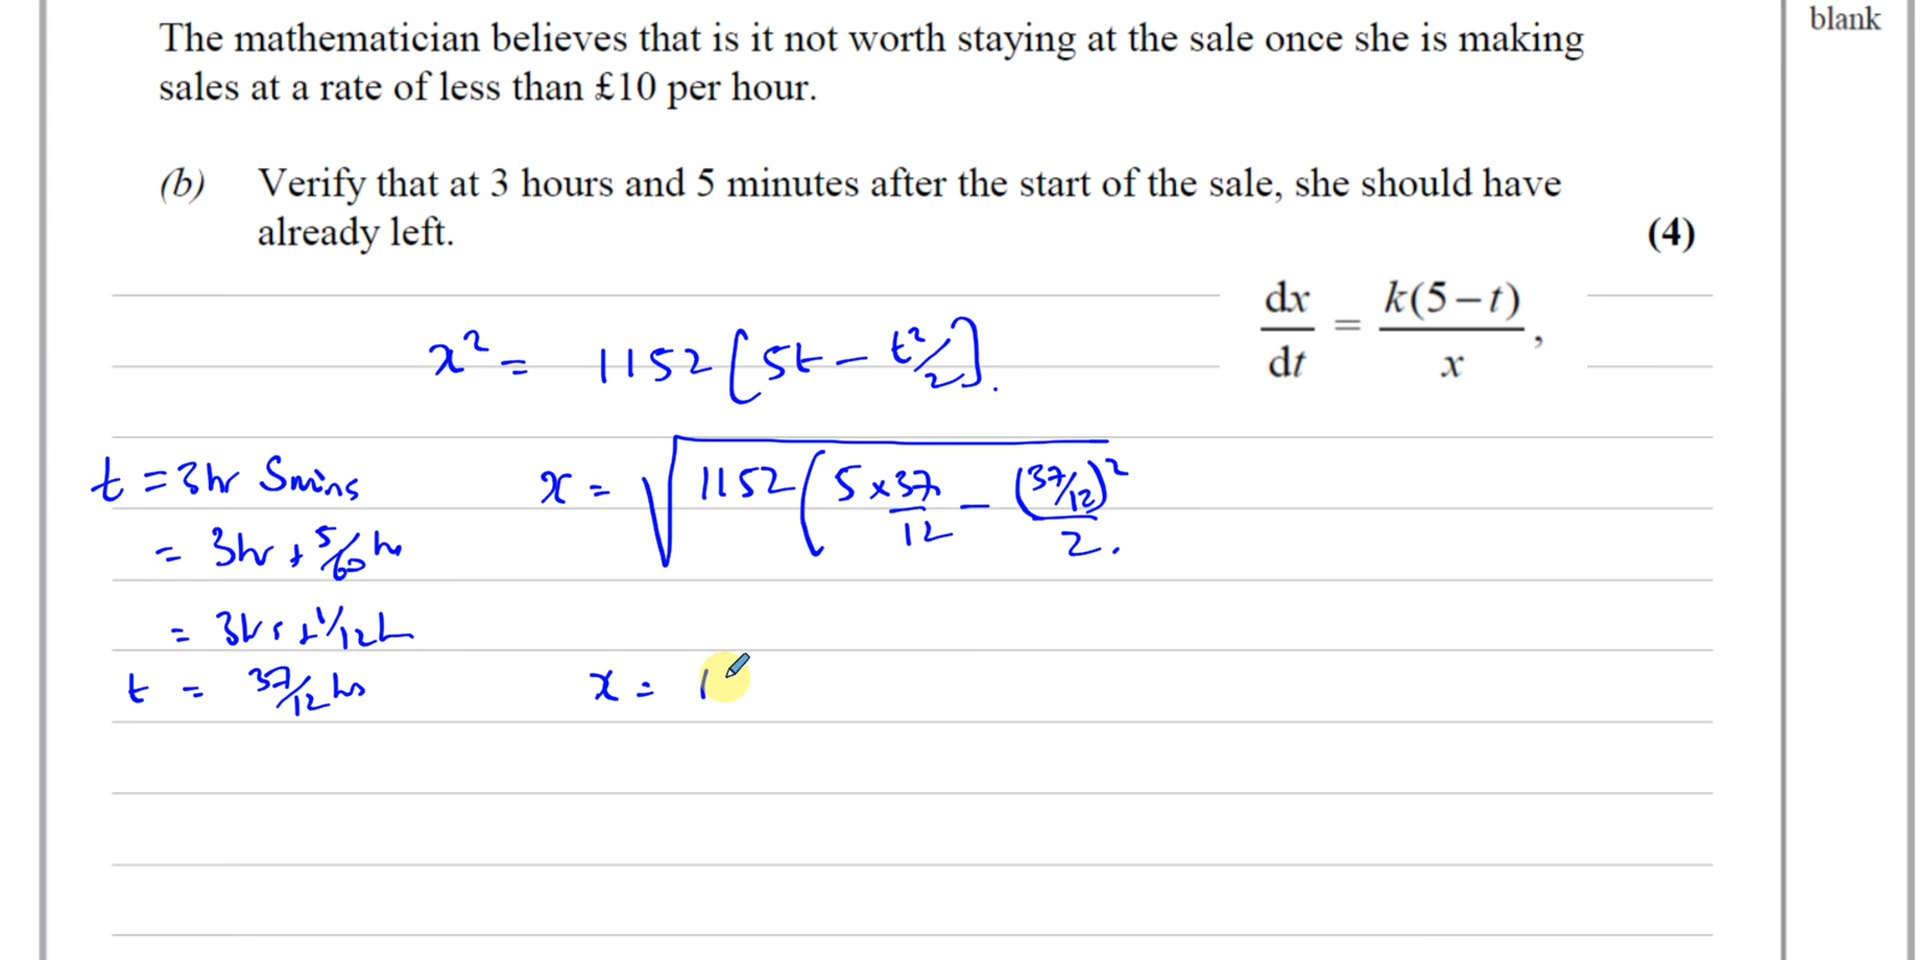 The mathematician believes that is it not worth staying at the sale once she is making
sales at a rate of less than £10 per hour.
blank
(b) Verify that at 3 hours and 5 minutes after the start of the sale, she should have
already left.
(4)
dx/dt = k(5 – t)/x,
x² = 1152[5t – t²/2].
t = 3hr 5mins
x = √1152(5 × 37/12 – (37/12)²/2.
= 3hr + 5/60 hr
= 3hr + 1/12 h
t = 37/12 hrs
x = 1